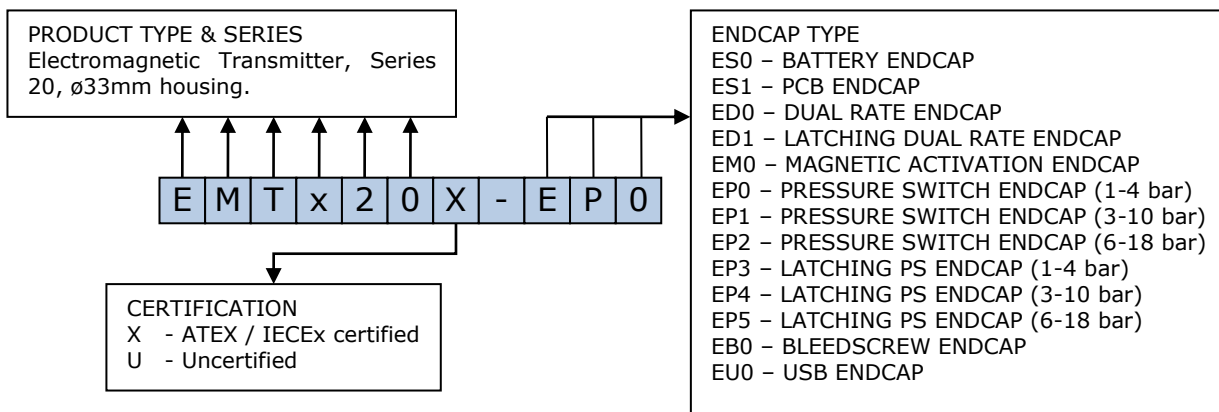 PRODUCT TYPE & SERIES
Electromagnetic Transmitter, Series
20, ø33mm housing.
EMTx20X-EP0
CERTIFICATION
X - ATEX / IECEx certified
U - Uncertified
ENDCAP TYPE
ES0 – BATTERY ENDCAP
ES1 – PCB ENDCAP
ED0 – DUAL RATE ENDCAP
ED1 – LATCHING DUAL RATE ENDCAP
EM0 – MAGNETIC ACTIVATION ENDCAP
EP0 - PRESSURE SWITCH ENDCAP (1-4 bar)
EP1 – PRESSURE SWITCH ENDCAP (3-10 bar)
EP2 – PRESSURE SWITCH ENDCAP (6-18 bar)
EP3 – LATCHING PS ENDCAP (1-4 bar)
EP4 – LATCHING PS ENDCAP (3-10 bar)
EP5 – LATCHING PS ENDCAP (6-18 bar)
EB0 – BLEEDSCREW ENDCAP
EU0 - USB ENDCAP